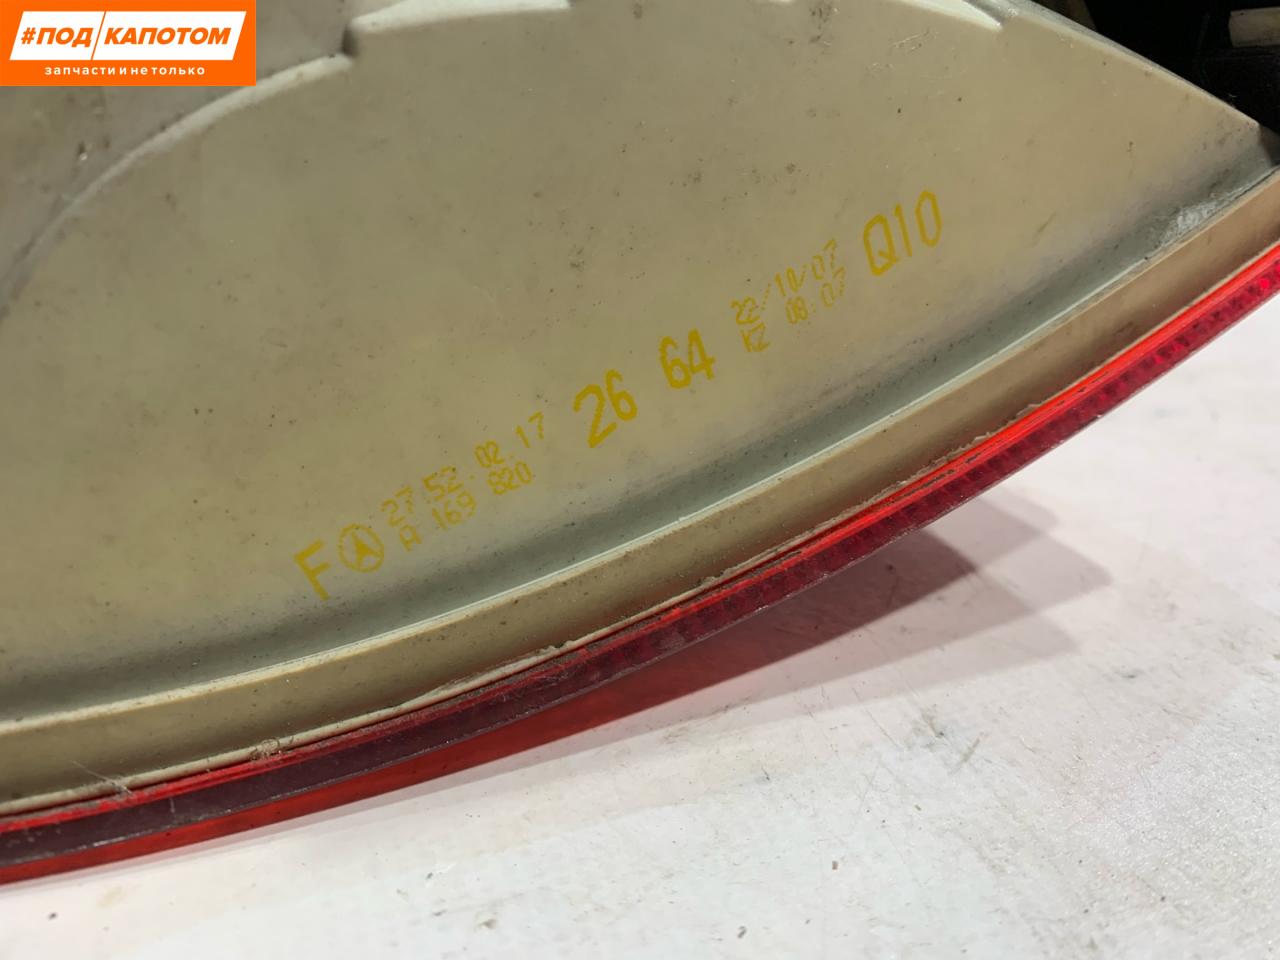 #ПОД КАПОТОМ
запчасти и не только
F
27.52.02.17
A 169 820
26 64
22/10/07
KZ 08:07
Q10